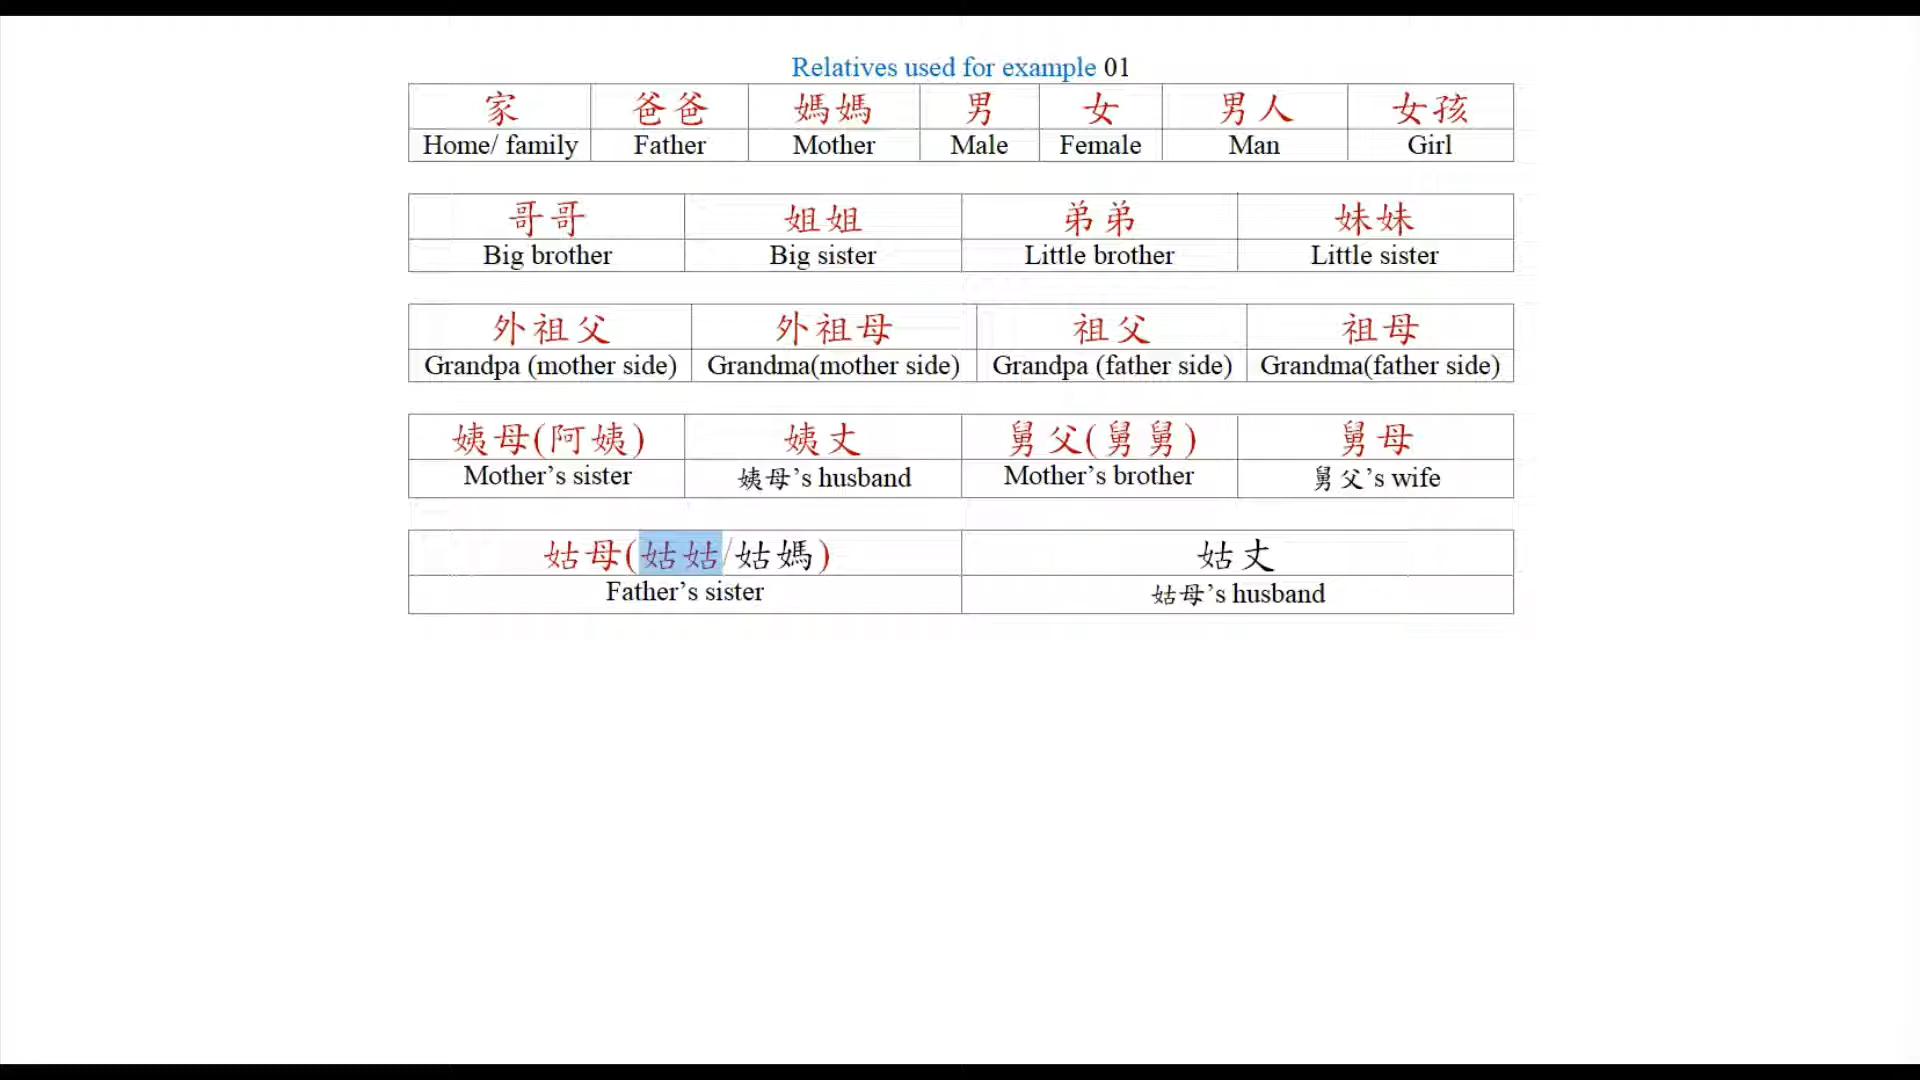 Relatives used for example 01
家 爸爸 媽媽 男 女 男人 女孩
Home/ family Father Mother Male Female Man Girl
哥哥 姐姐 弟弟 妹妹
Big brother Big sister Little brother Little sister
外祖父 外祖母 祖父 祖母
Grandpa (mother side) Grandma(mother side) Grandpa (father side) Grandma(father side)
姨母(阿姨) 姨丈 舅父(舅舅) 舅母
Mother’s sister 姨母’s husband Mother’s brother 舅父’s wife
姑母(姑姑/姑媽) 姑丈
Father’s sister 姑母’s husband